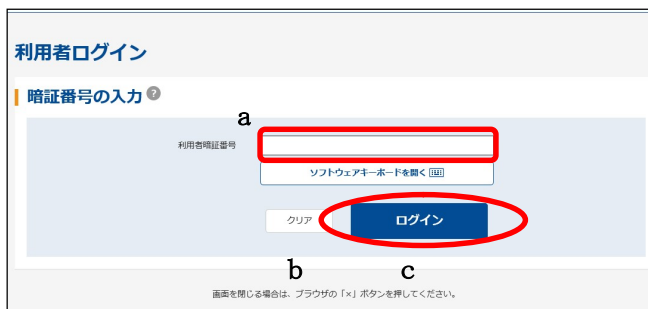 利用者ログイン
暗証番号の入力 ?
a
利用者暗証番号
ソフトウェアキーボードを開く
クリア
ログイン
b
c
画面を閉じる場合は、ブラウザの「×」ボタンを押してください。